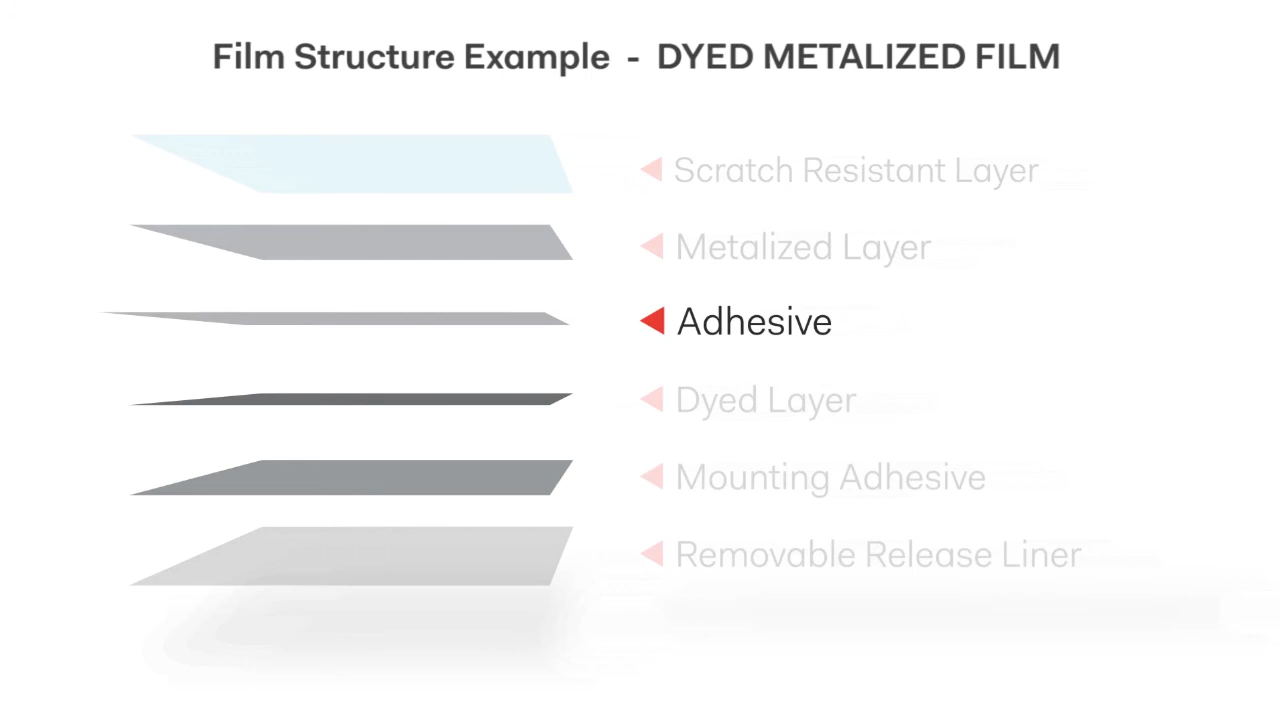 Film Structure Example - DYED METALIZED FILM
Scratch Resistant Layer
Metalized Layer
Adhesive
Dyed Layer
Mounting Adhesive
Removable Release Liner